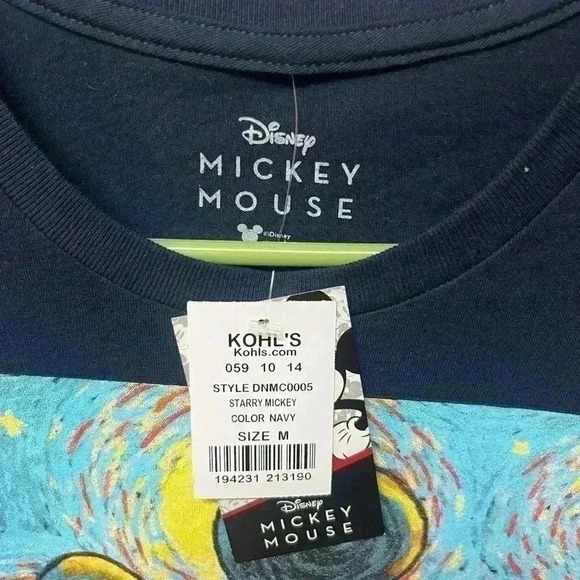 Disney
MICKEY
MOUSE
©Disney
KOHL'S
Kohls.com
059 10 14
STYLE DNMC0005
STARRY MICKEY
COLOR NAVY
SIZE M
194231 213190
Disney
MICKEY
MOUSE